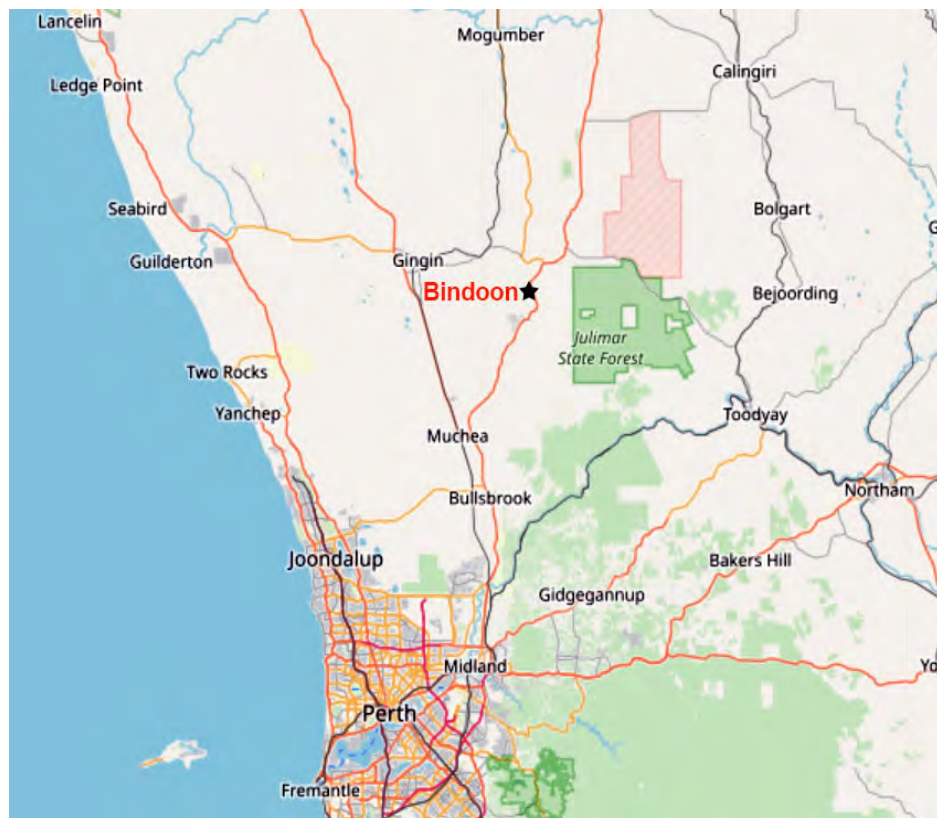 Lancelin
Mogumber
Calingiri
Ledge Point
Seabird
Bolgart
G
Guilderton
Gingin
Bindoon
Bejoording
Julimar
State Forest
Two Rocks
Yanchep
Toodyay
Muchea
Northam
Bullsbrook
Joondalup
Bakers Hill
Gidgegannup
Midland
Yo
Perth
Fremantle